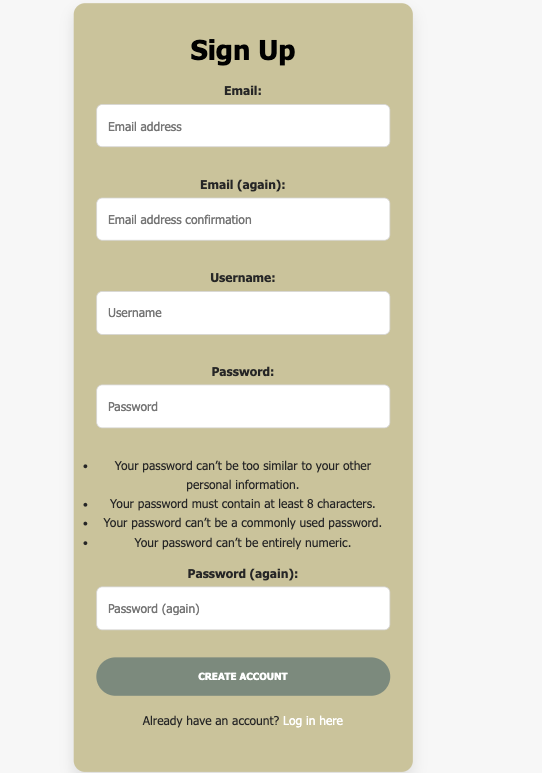 Sign Up
Email:
Email address
Email (again):
Email address confirmation
Username:
Username
Password:
Password
• Your password can’t be too similar to your other
personal information.
• Your password must contain at least 8 characters.
• Your password can’t be a commonly used password.
• Your password can’t be entirely numeric.
Password (again):
Password (again)
CREATE ACCOUNT
Already have an account? Log in here